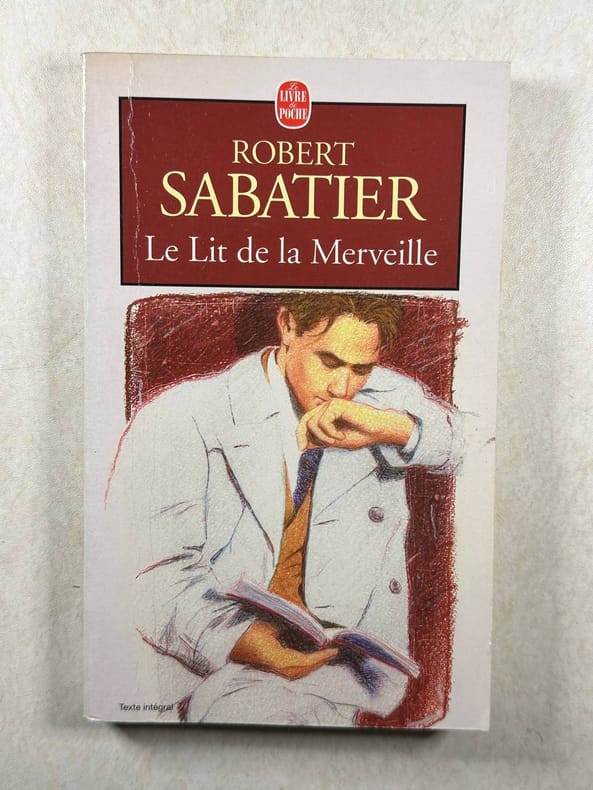 Le
LIVRE
de
POCHE
ROBERT
SABATIER
Le Lit de la Merveille
Texte intégral